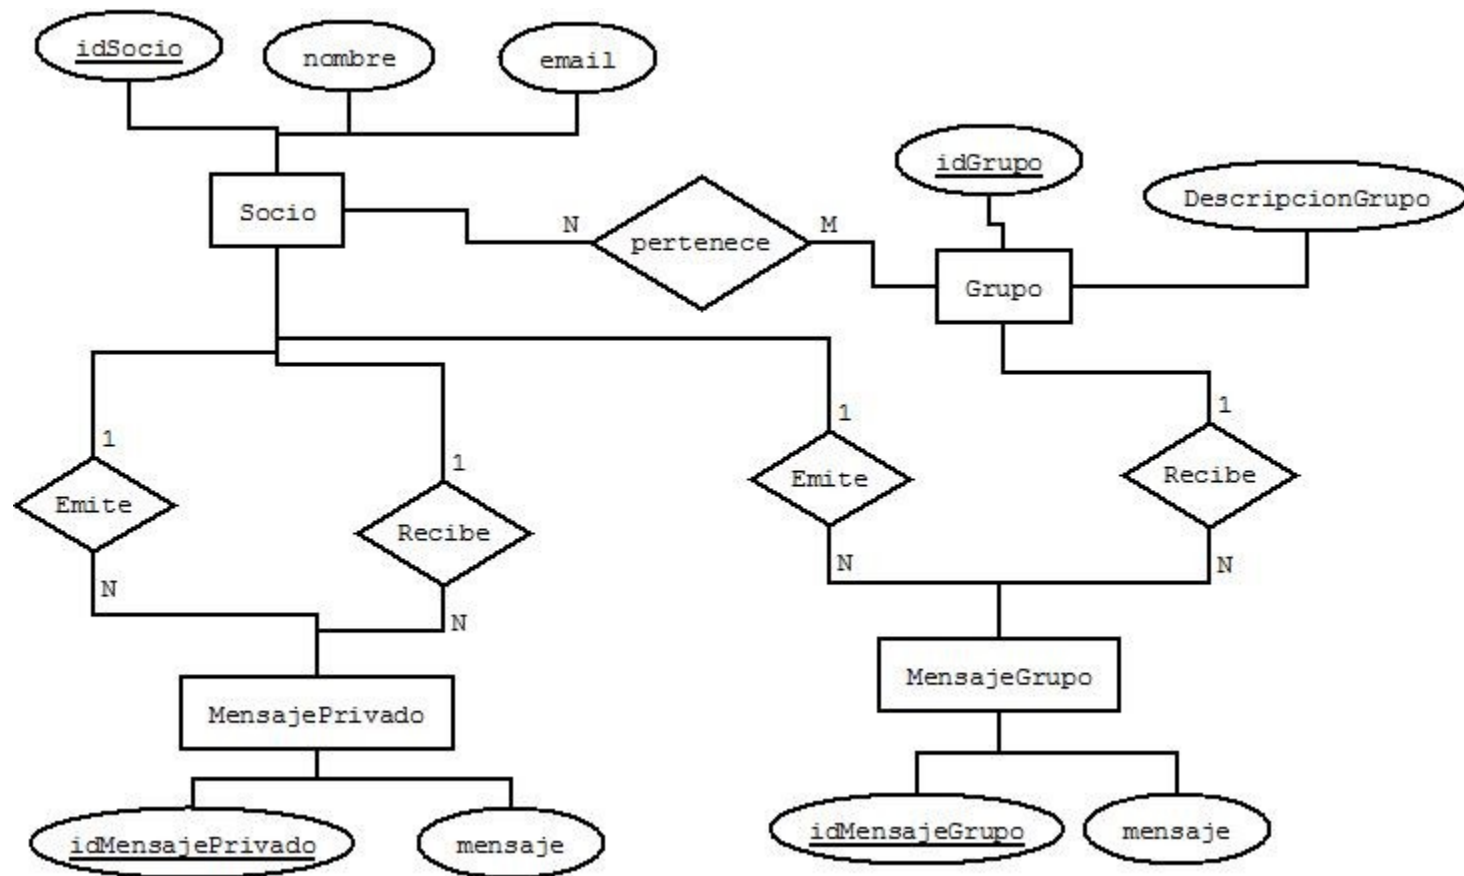 idSocio
nombre
email
idGrupo
DescripcionGrupo
Socio
N
pertenece
M
Grupo
1
1
1
1
Emite
Recibe
Emite
Recibe
N
N
N
N
MensajePrivado
MensajeGrupo
idMensajePrivado
mensaje
idMensajeGrupo
mensaje